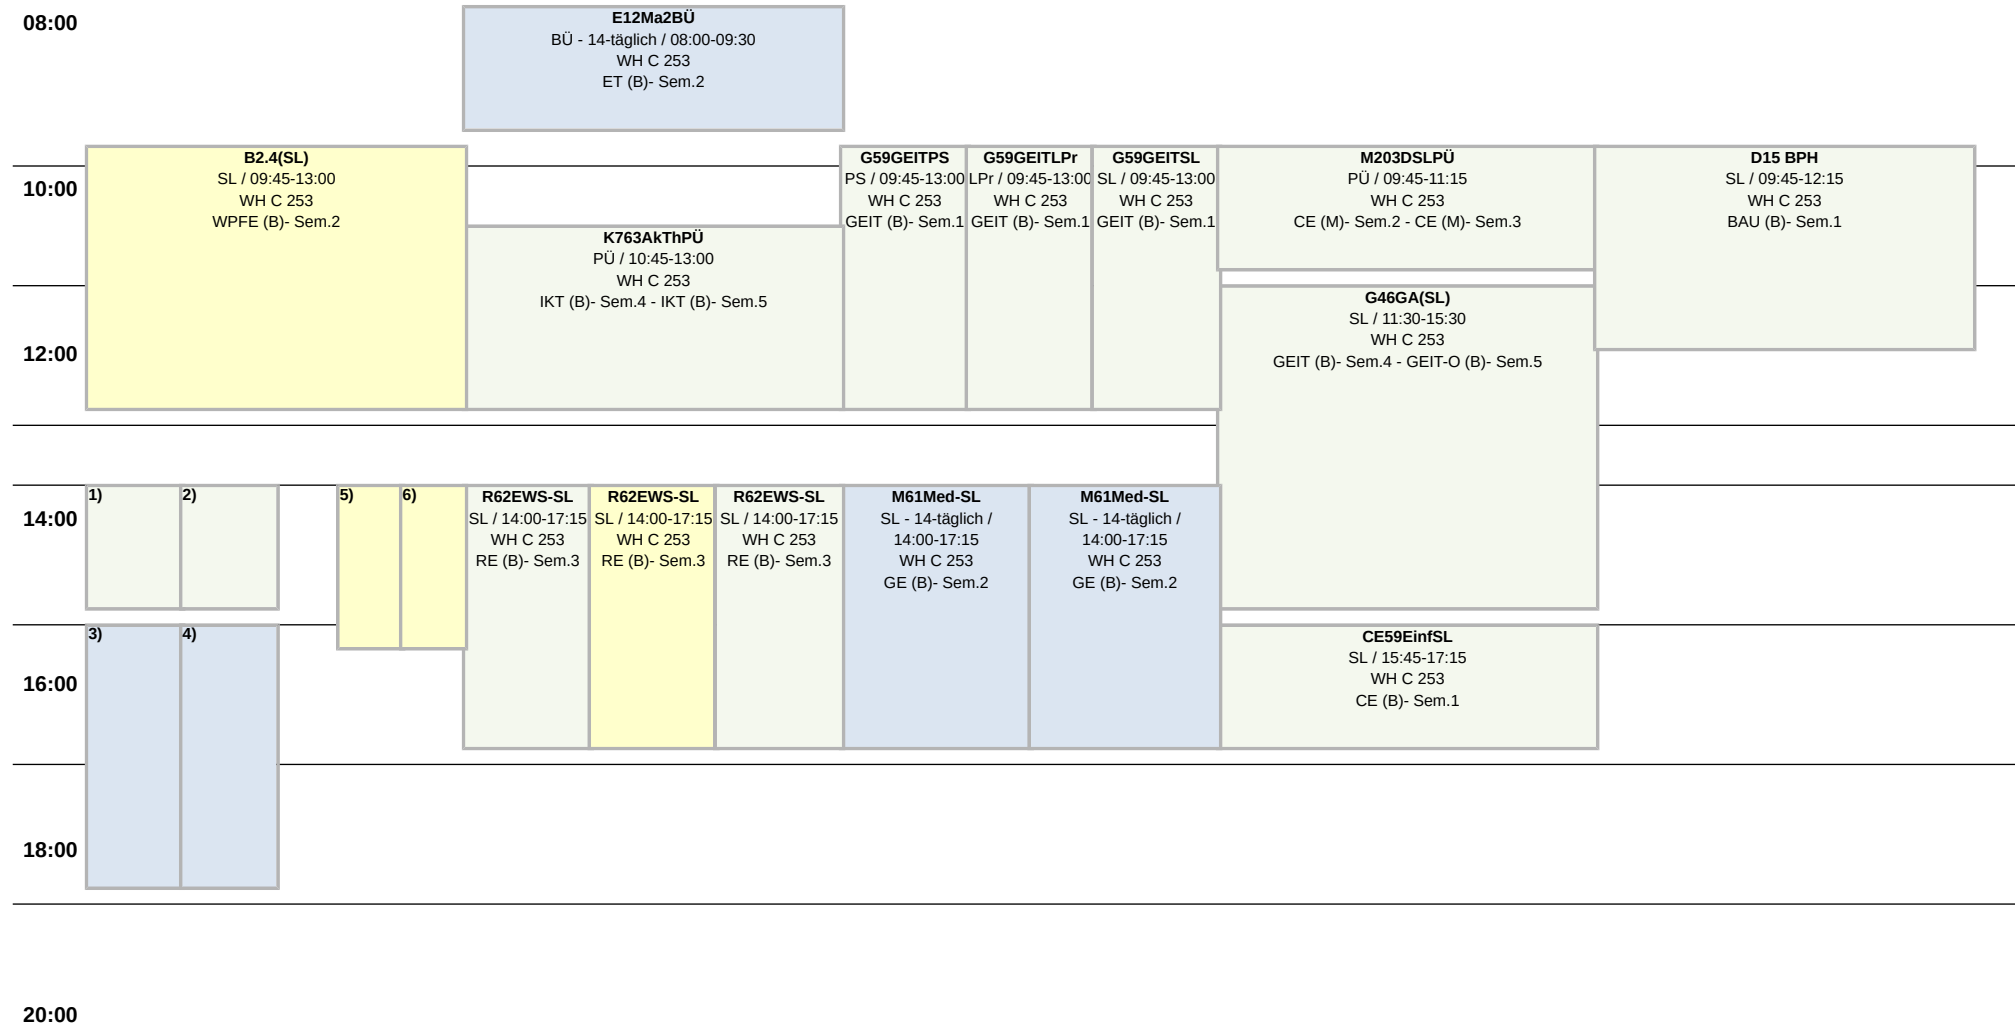 08:00
E12Ma2BÜ
BÜ - 14-täglich / 08:00-09:30
WH C 253
ET (B)- Sem.2
B2.4(SL)
SL / 09:45-13:00
WH C 253
WPFE (B)- Sem.2
G59GEITPS
PS / 09:45-13:00
WH C 253
GEIT (B)- Sem.1
G59GEITLPr
LPr / 09:45-13:00
WH C 253
GEIT (B)- Sem.1
G59GEITSL
SL / 09:45-13:00
WH C 253
GEIT (B)- Sem.1
M203DSLPÜ
PÜ / 09:45-11:15
WH C 253
CE (M)- Sem.2 - CE (M)- Sem.3
D15 BPH
SL / 09:45-12:15
WH C 253
BAU (B)- Sem.1
10:00
K763AkThPÜ
PÜ / 10:45-13:00
WH C 253
IKT (B)- Sem.4 - IKT (B)- Sem.5
G46GA(SL)
SL / 11:30-15:30
WH C 253
GEIT (B)- Sem.4 - GEIT-O (B)- Sem.5
12:00
1)
2)
5)
6)
R62EWS-SL
SL / 14:00-17:15
WH C 253
RE (B)- Sem.3
R62EWS-SL
SL / 14:00-17:15
WH C 253
RE (B)- Sem.3
R62EWS-SL
SL / 14:00-17:15
WH C 253
RE (B)- Sem.3
M61Med-SL
SL - 14-täglich /
14:00-17:15
WH C 253
GE (B)- Sem.2
M61Med-SL
SL - 14-täglich /
14:00-17:15
WH C 253
GE (B)- Sem.2
14:00
3)
4)
CE59EinfSL
SL / 15:45-17:15
WH C 253
CE (B)- Sem.1
16:00
18:00
20:00